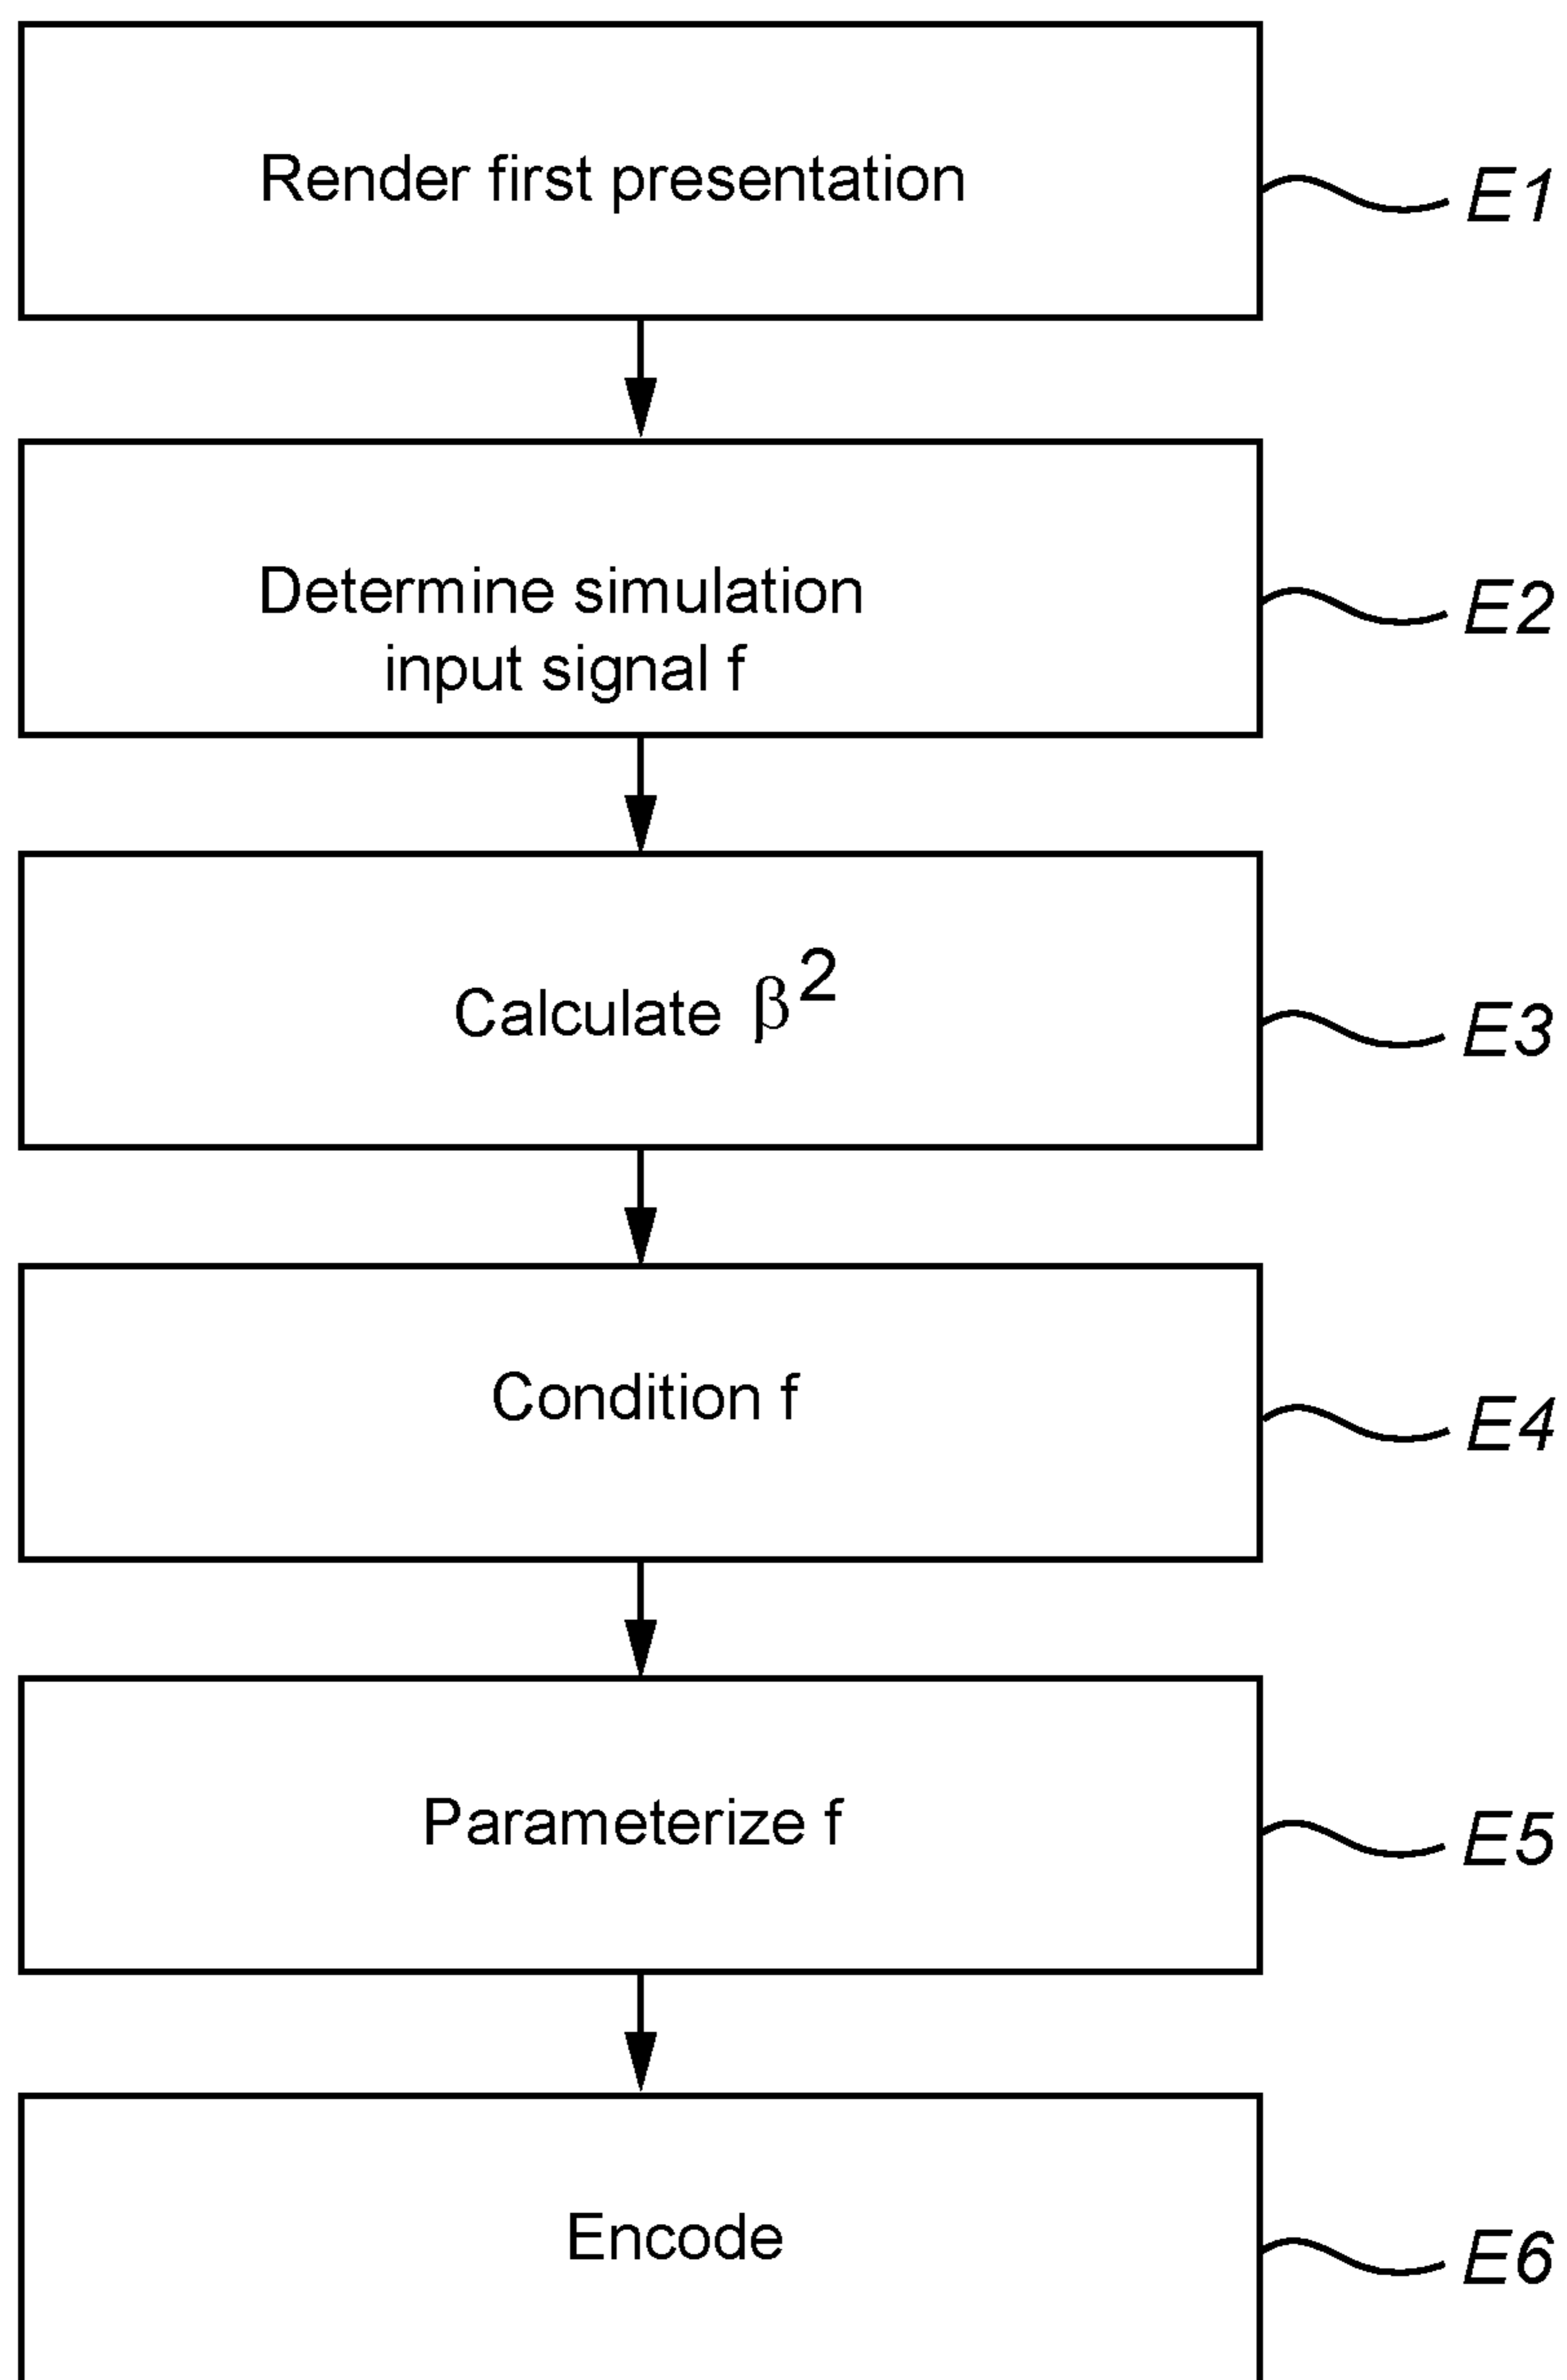 Render first presentation
E1
Determine simulation
input signal f
E2
Calculate β²
E3
Condition f
E4
Parameterize f
E5
Encode
E6